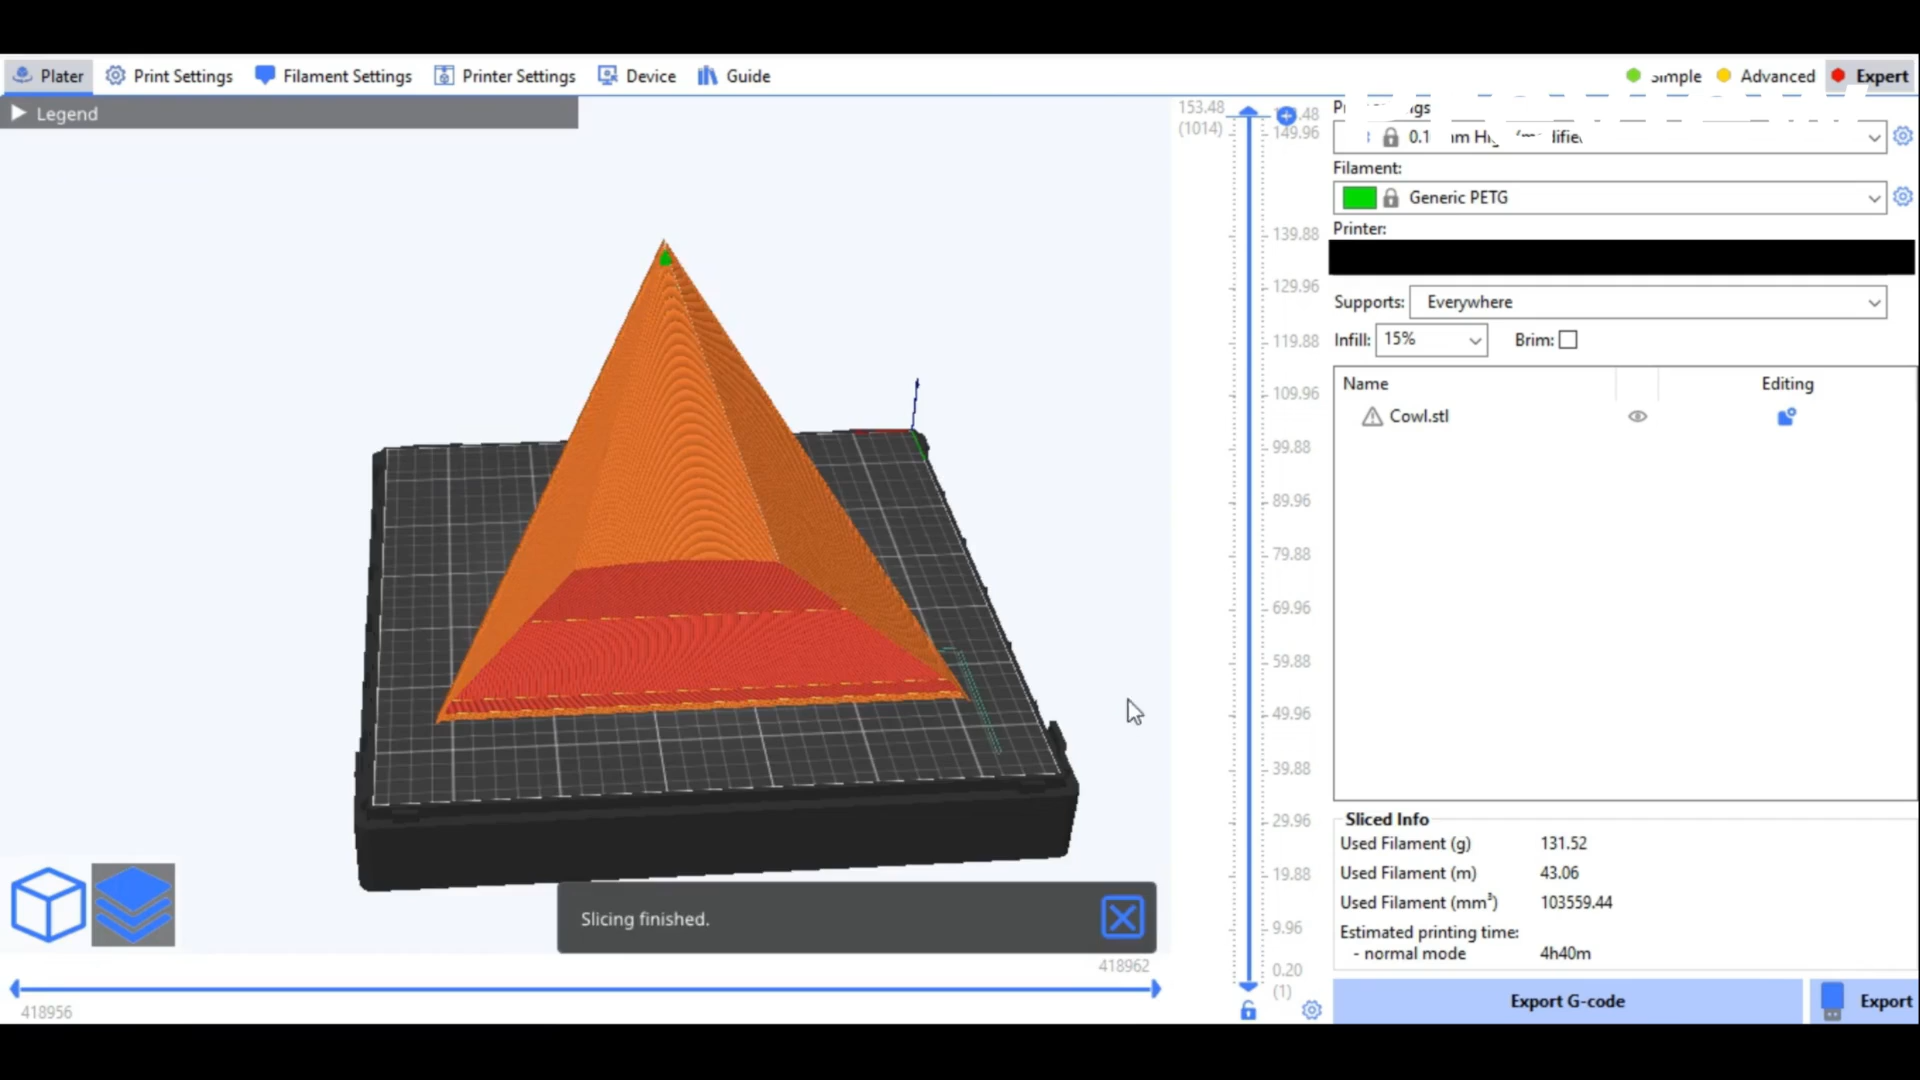 Plater
Print Settings
Filament Settings
Printer Settings
Device
Guide
Advanced
Expert
Legend
153.48
(1014)
149.96
139.88
129.96
119.88
109.96
99.88
89.96
79.88
69.96
59.88
49.96
39.88
29.96
19.88
9.96
0.20
(1)
Filament:
Generic PETG
Printer:
Supports: Everywhere
Infill: 15% Brim:
Name Editing
Cowl.stl
Sliced Info
Used Filament (g) 131.52
Used Filament (m) 43.06
Used Filament (mm³) 103559.44
Estimated printing time:
- normal mode 4h40m
Slicing finished.
418962
418956
Export G-code
Export